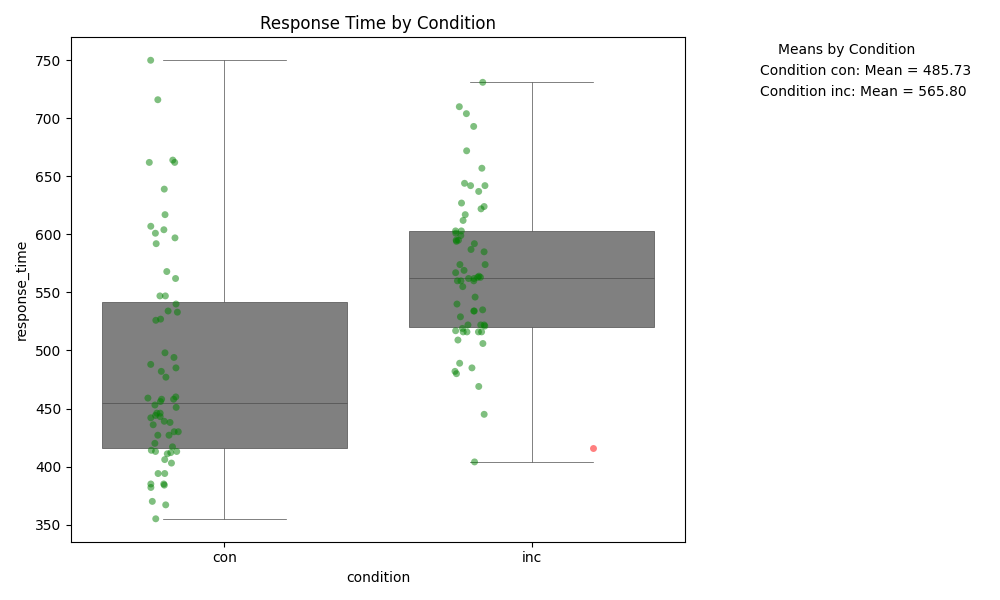 Response Time by Condition
Means by Condition
Condition con: Mean = 485.73
Condition inc: Mean = 565.80
750
700
650
600
550
500
450
400
350
response_time
con
inc
condition